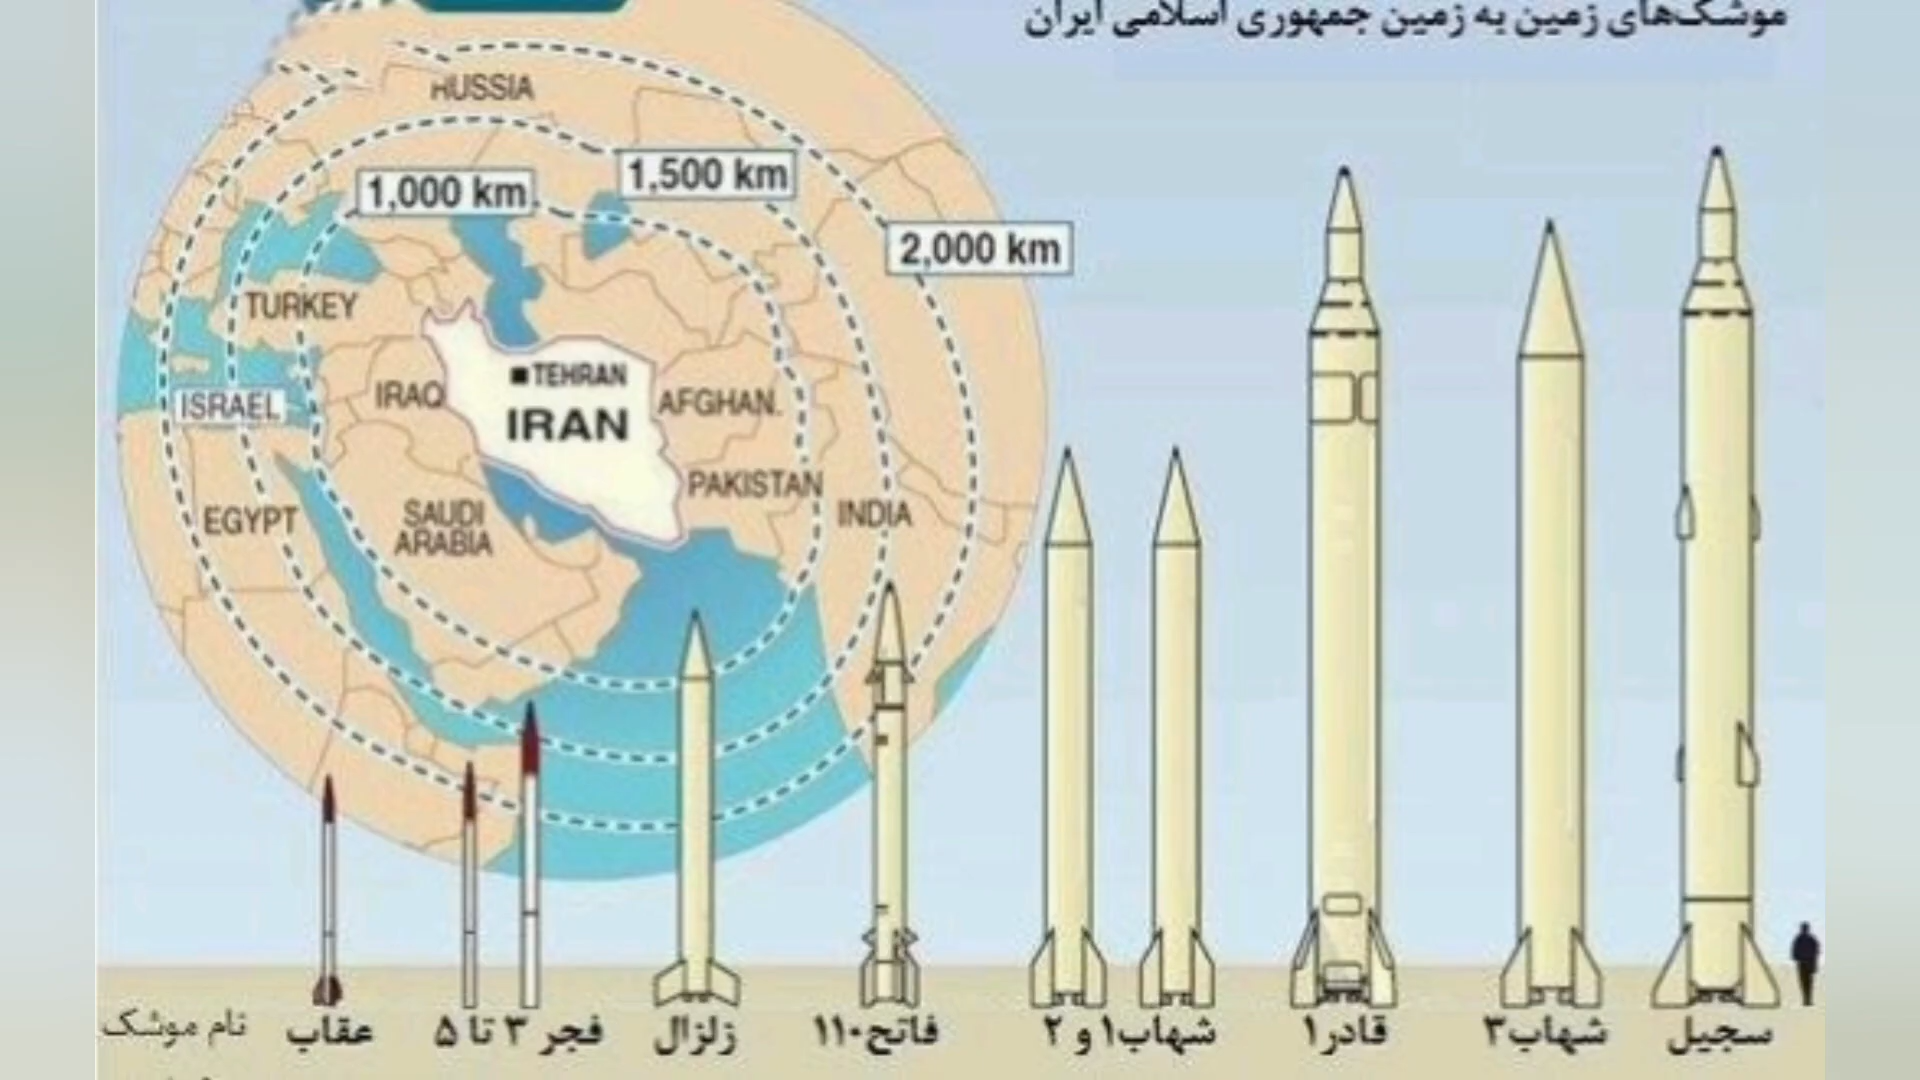 موشک‌های زمین به زمین جمهوری اسلامی ایران
RUSSIA
1,000 km
1,500 km
2,000 km
TURKEY
ISRAEL
IRAQ
TEHRAN
IRAN
AFGHAN.
PAKISTAN
INDIA
EGYPT
SAUDI
ARABIA
سجیل
شهاب۳
قادر۱
شهاب۱ و ۲
فاتح۱۱۰
زلزال
فجر ۳ تا ۵
عقاب
نام موشک